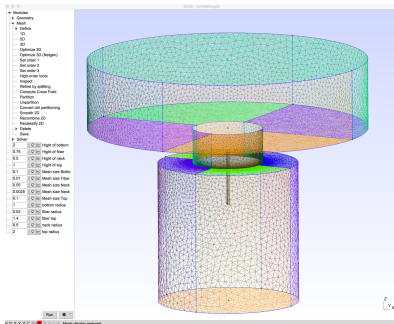 Modules
Geometry
Mesh
Define
1D
2D
3D
Optimize 3D
Optimize 3D (Netgen)
Set order 1
Set order 2
Set order 3
High-order tools
Inspect
Refine by splitting
Compute Cross Field
Partition
Unpartition
Convert old partitioning
Smooth 2D
Recombine 2D
Reclassify 2D
Delete
Save
Solver
2 Hight of bottom
0.75 Hight of fiber
0.5 Hight of neck
1 Hight of top
0.1 Mesh size Botto
0.01 Mesh size Fiber
0.05 Mesh size Neck
0.0025 Mesh size Neck
0.1 Mesh size Top
1 bottom radius
0.02 fiber radius
1.4 fiber top
0.5 neck radius
2 top radius
Run
Z
Y X
Mesh display